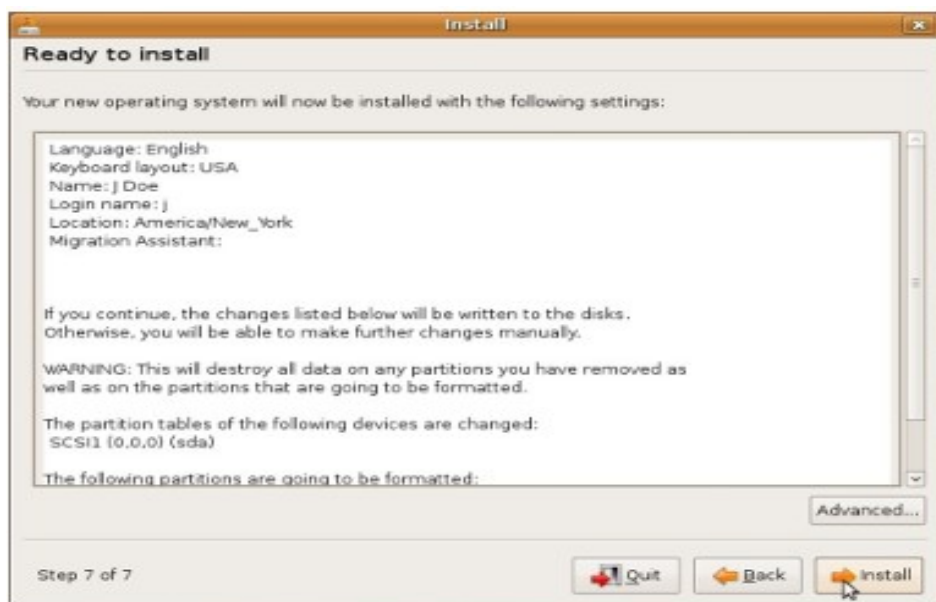 Install
Ready to install
Your new operating system will now be installed with the following settings:
Language: English
Keyboard layout: USA
Name: J Doe
Login name: j
Location: America/New_York
Migration Assistant:
If you continue, the changes listed below will be written to the disks.
Otherwise, you will be able to make further changes manually.
WARNING: This will destroy all data on any partitions you have removed as
well as on the partitions that are going to be formatted.
The partition tables of the following devices are changed:
SCSI1 (0,0,0) (sda)
The following partitions are going to be formatted:
Advanced...
Step 7 of 7
Quit
Back
Install